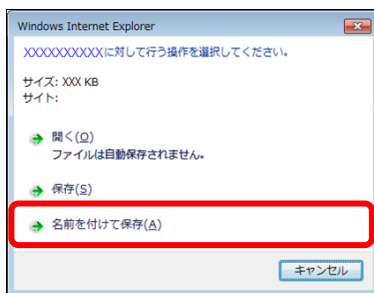 Windows Internet Explorer
XXXXXXXXXXに対して行う操作を選択してください。
サイズ: XXX KB
サイト:
開く(O)
ファイルは自動保存されません。
保存(S)
名前を付けて保存(A)
キャンセル